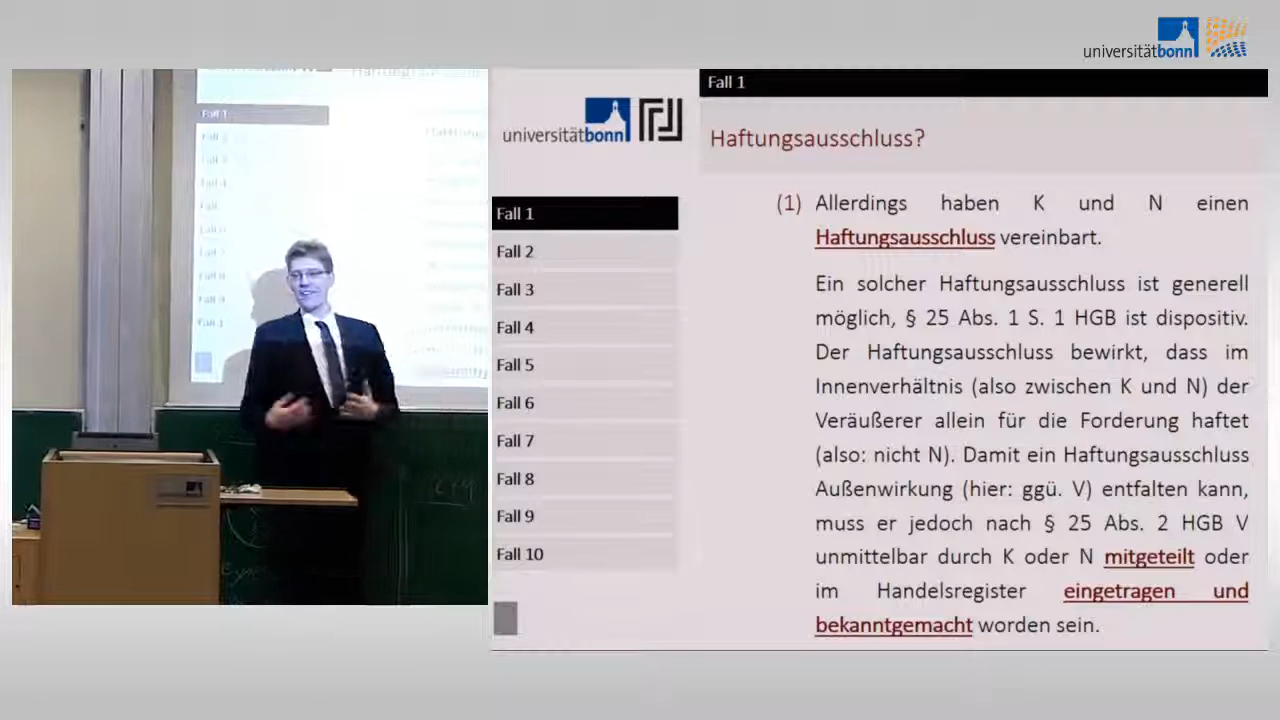 universitätbonn
Fall 1
universitätbonn
Haftungsausschluss?
Fall 1
Fall 2
Fall 3
Fall 4
Fall 5
Fall 6
Fall 7
Fall 8
Fall 9
Fall 10
(1) Allerdings haben K und N einen
Haftungsausschluss vereinbart.
Ein solcher Haftungsausschluss ist generell
möglich, § 25 Abs. 1 S. 1 HGB ist dispositiv.
Der Haftungsausschluss bewirkt, dass im
Innenverhältnis (also zwischen K und N) der
Veräußerer allein für die Forderung haftet
(also: nicht N). Damit ein Haftungsausschluss
Außenwirkung (hier: ggü. V) entfalten kann,
muss er jedoch nach § 25 Abs. 2 HGB V
unmittelbar durch K oder N mitgeteilt oder
im Handelsregister eingetragen und
bekanntgemacht worden sein.
Fall 1